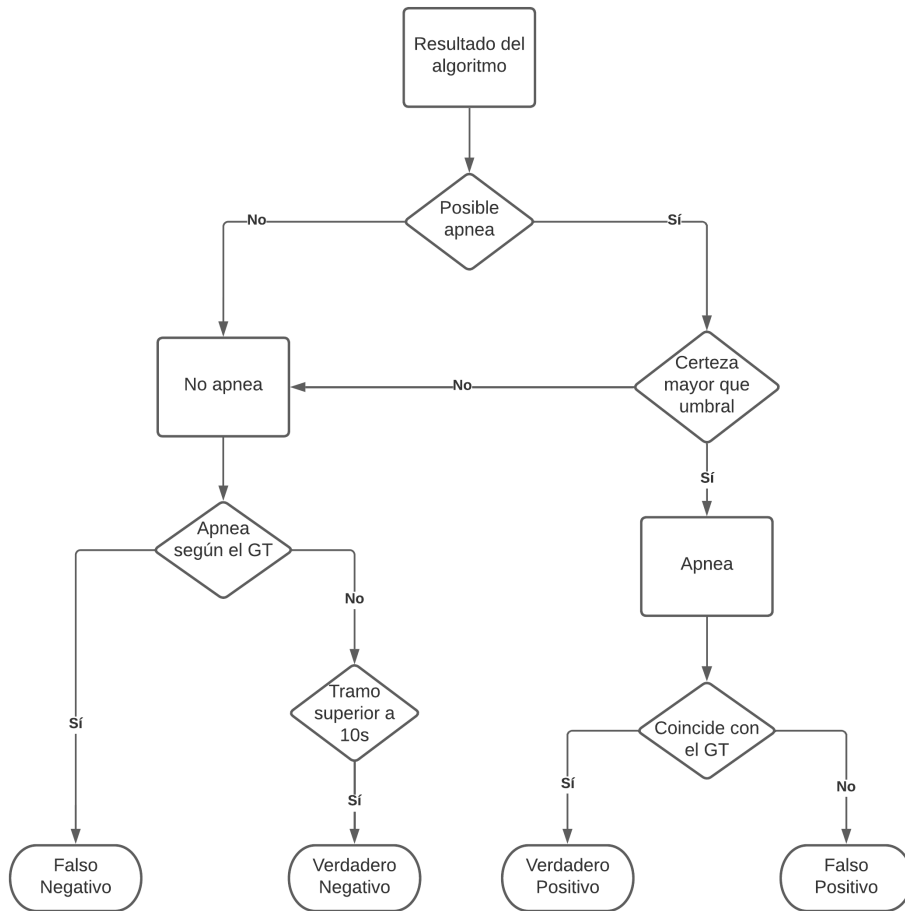 Resultado del
algoritmo
Posible
apnea
No
Sí
No apnea
No
Certeza
mayor que
umbral
Sí
Apnea
según el GT
Apnea
No
Tramo
superior a
10s
Sí
Coincide con
el GT
Sí
Sí
No
Falso
Negativo
Verdadero
Negativo
Verdadero
Positivo
Falso
Positivo